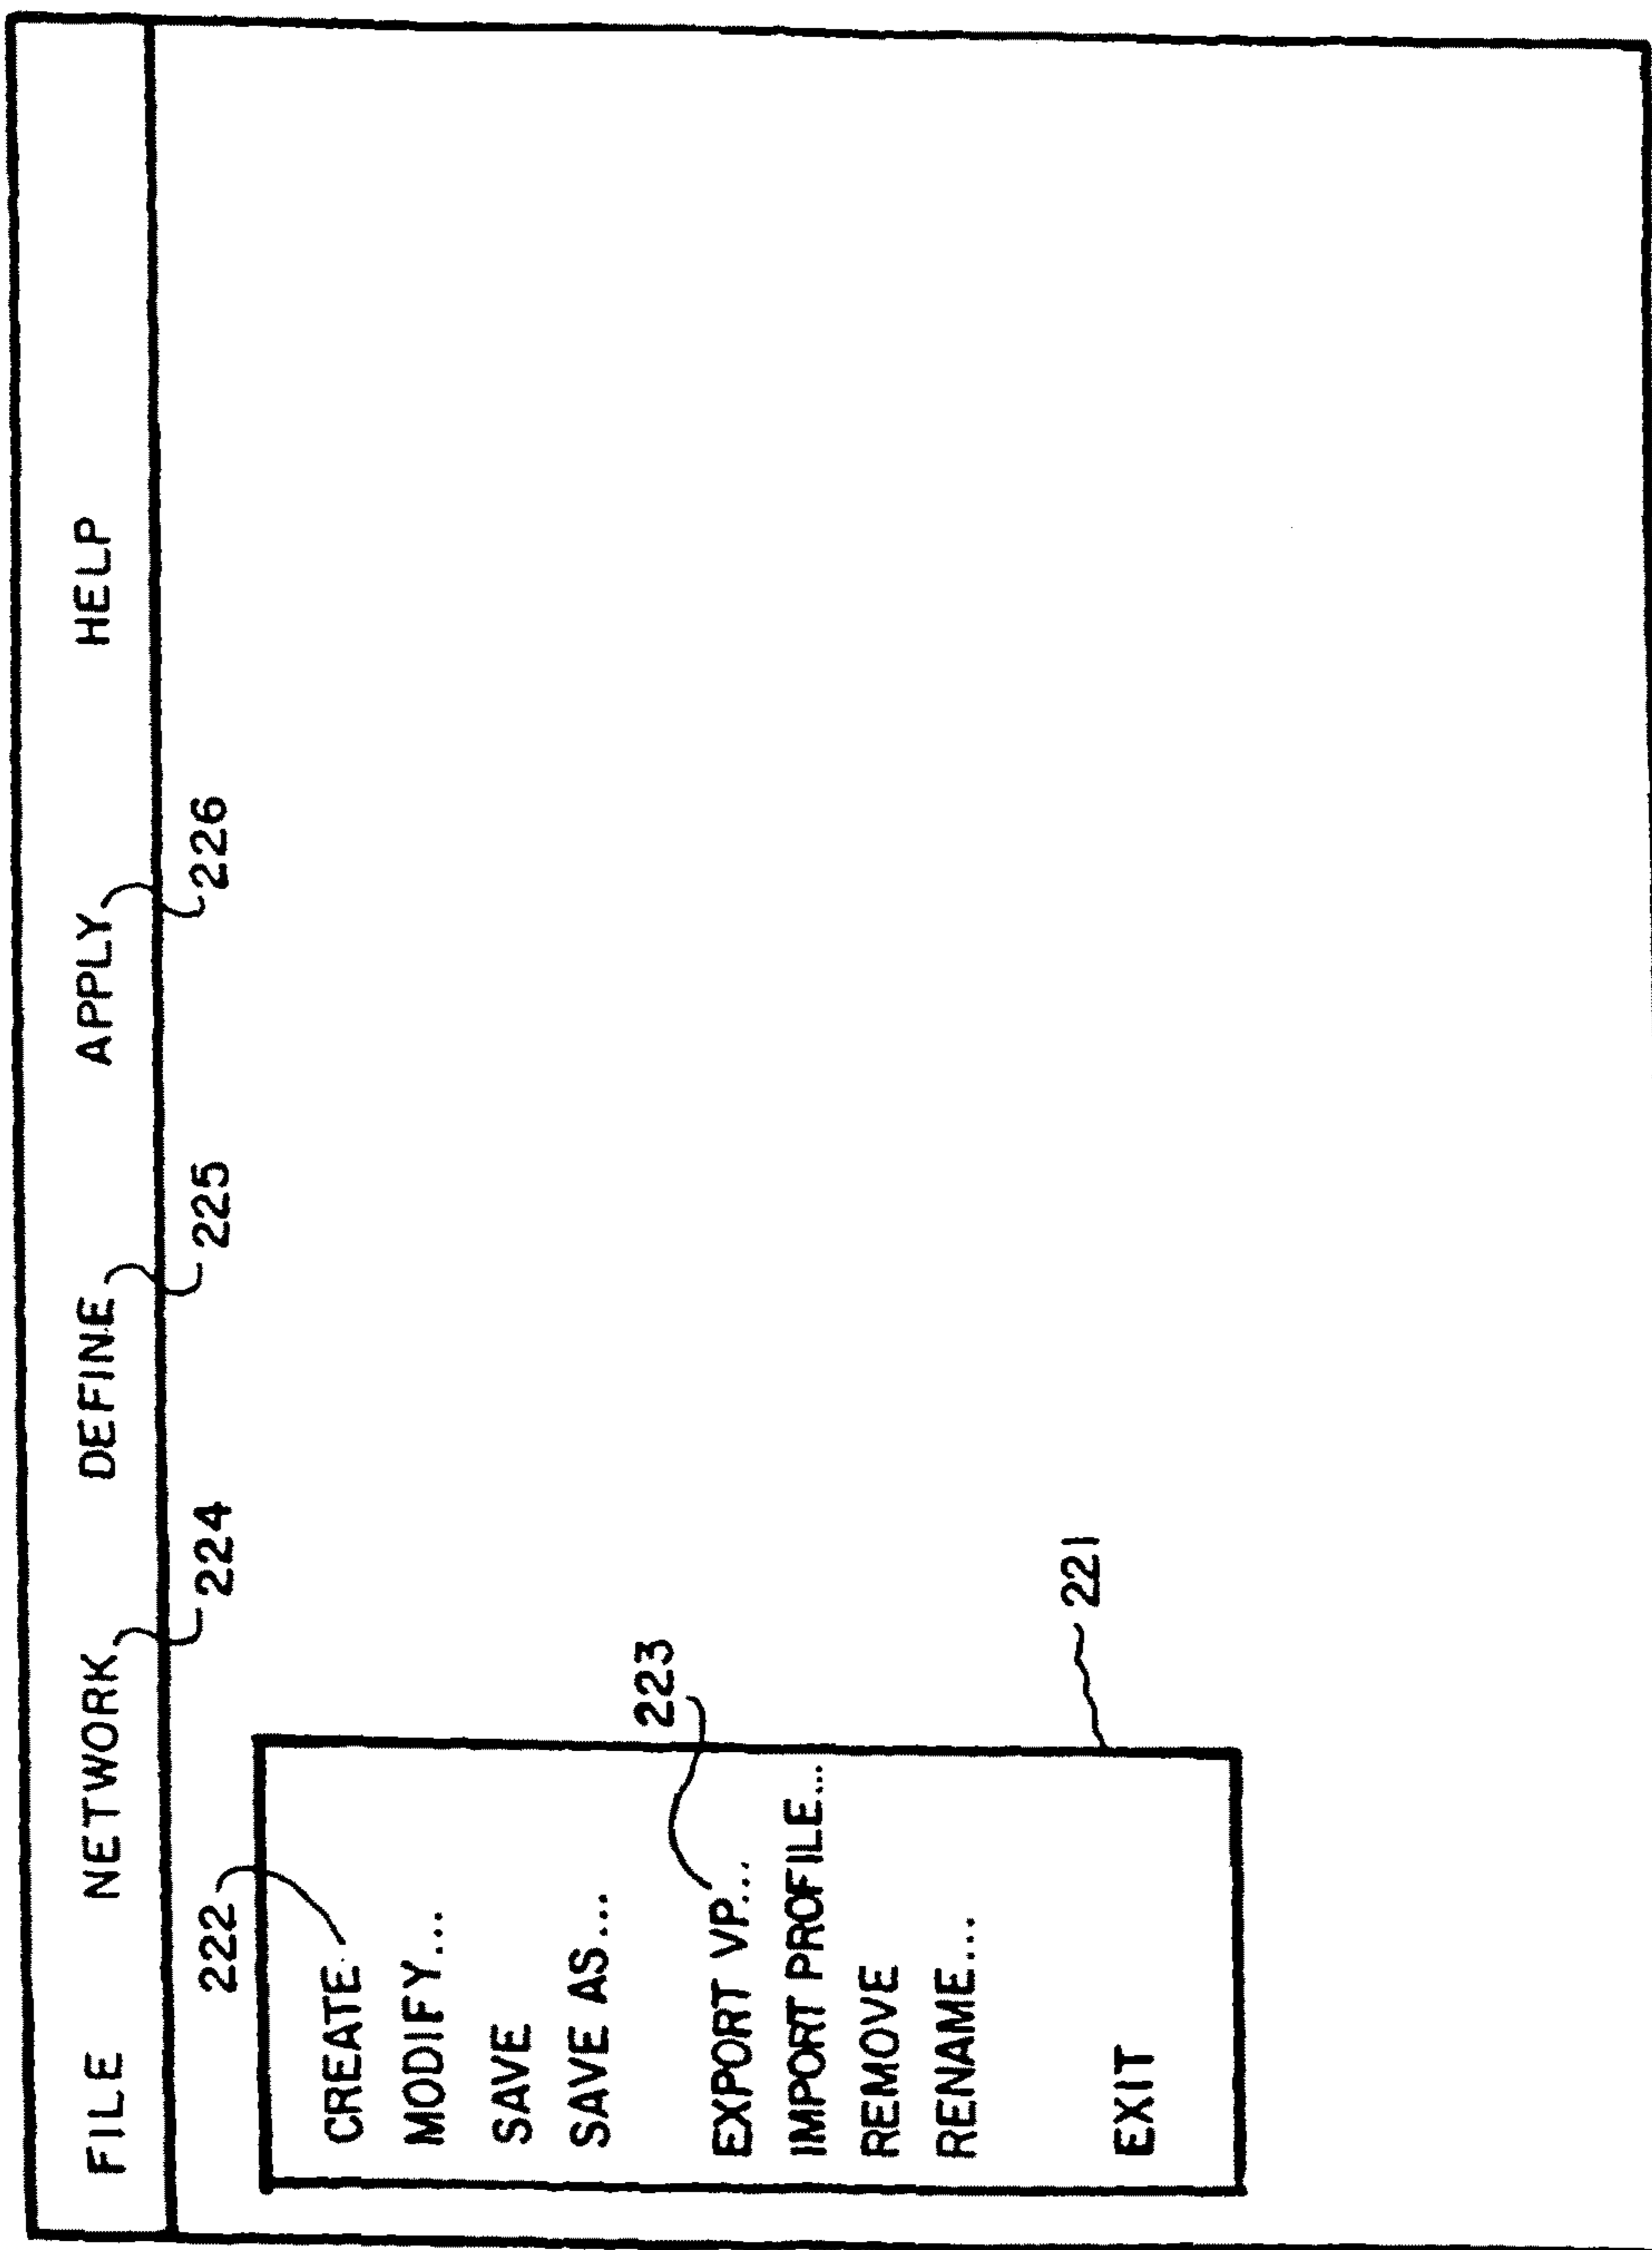 FILE NETWORK DEFINE APPLY HELP
222 224 225 226
CREATE
MODIFY...
SAVE
SAVE AS...
223
EXPORT VP...
IMPORT PROFILE...
REMOVE
RENAME...
221
EXIT